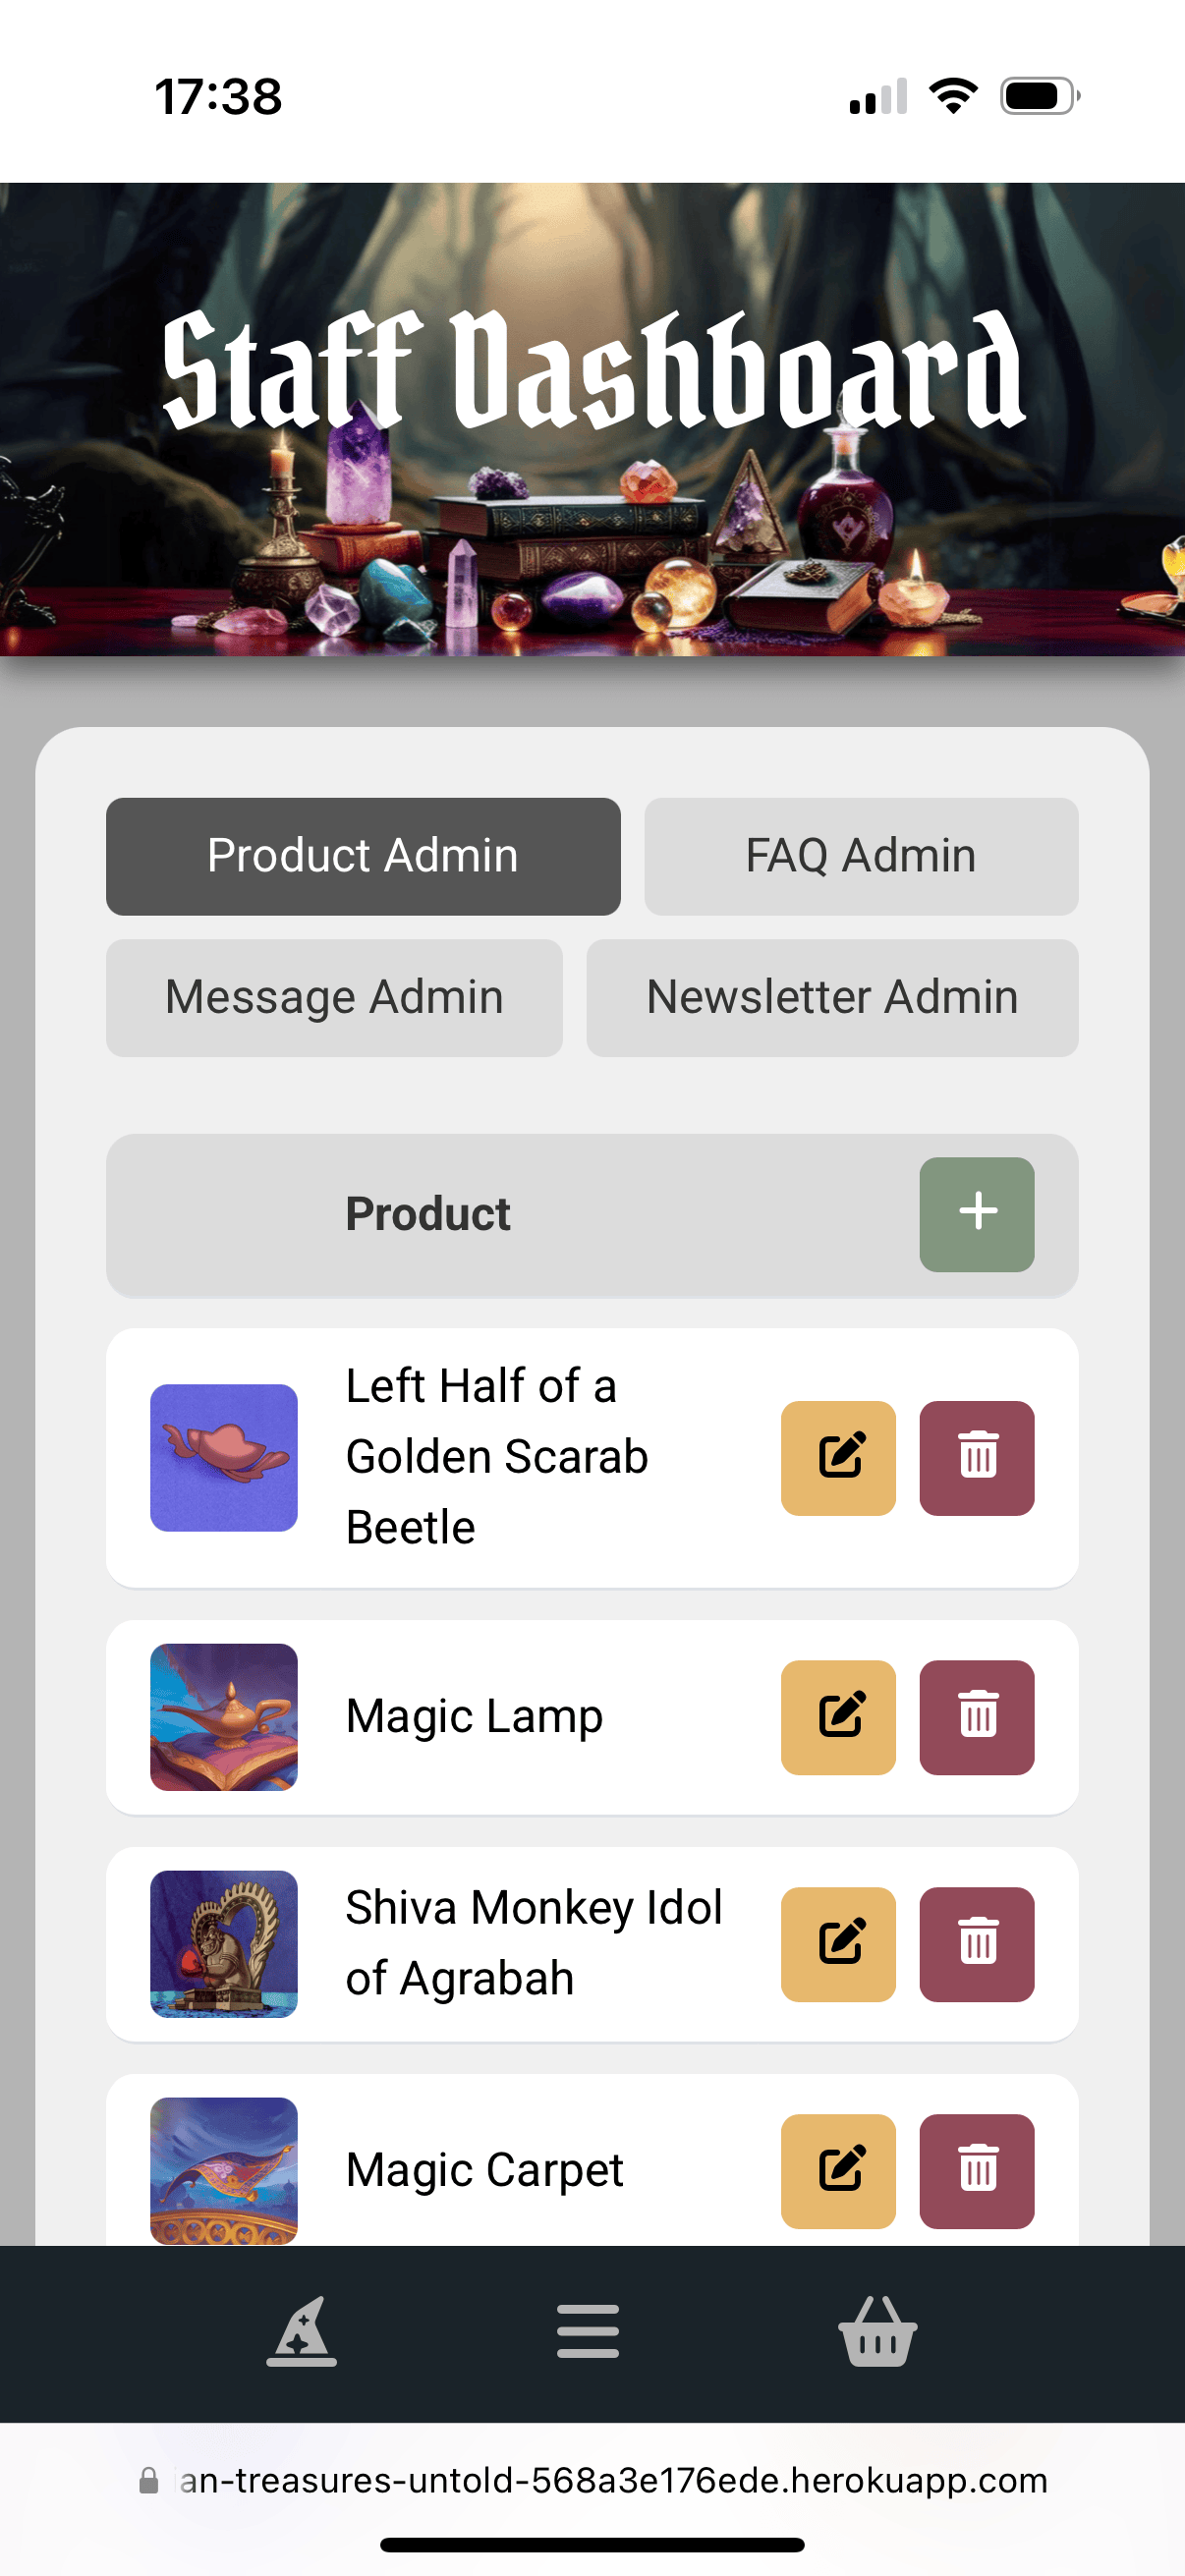 17:38
Staff Dashboard
Product Admin
FAQ Admin
Message Admin
Newsletter Admin
Product
Left Half of a
Golden Scarab
Beetle
Magic Lamp
Shiva Monkey Idol
of Agrabah
Magic Carpet
an-treasures-untold-568a3e176ede.herokuapp.com